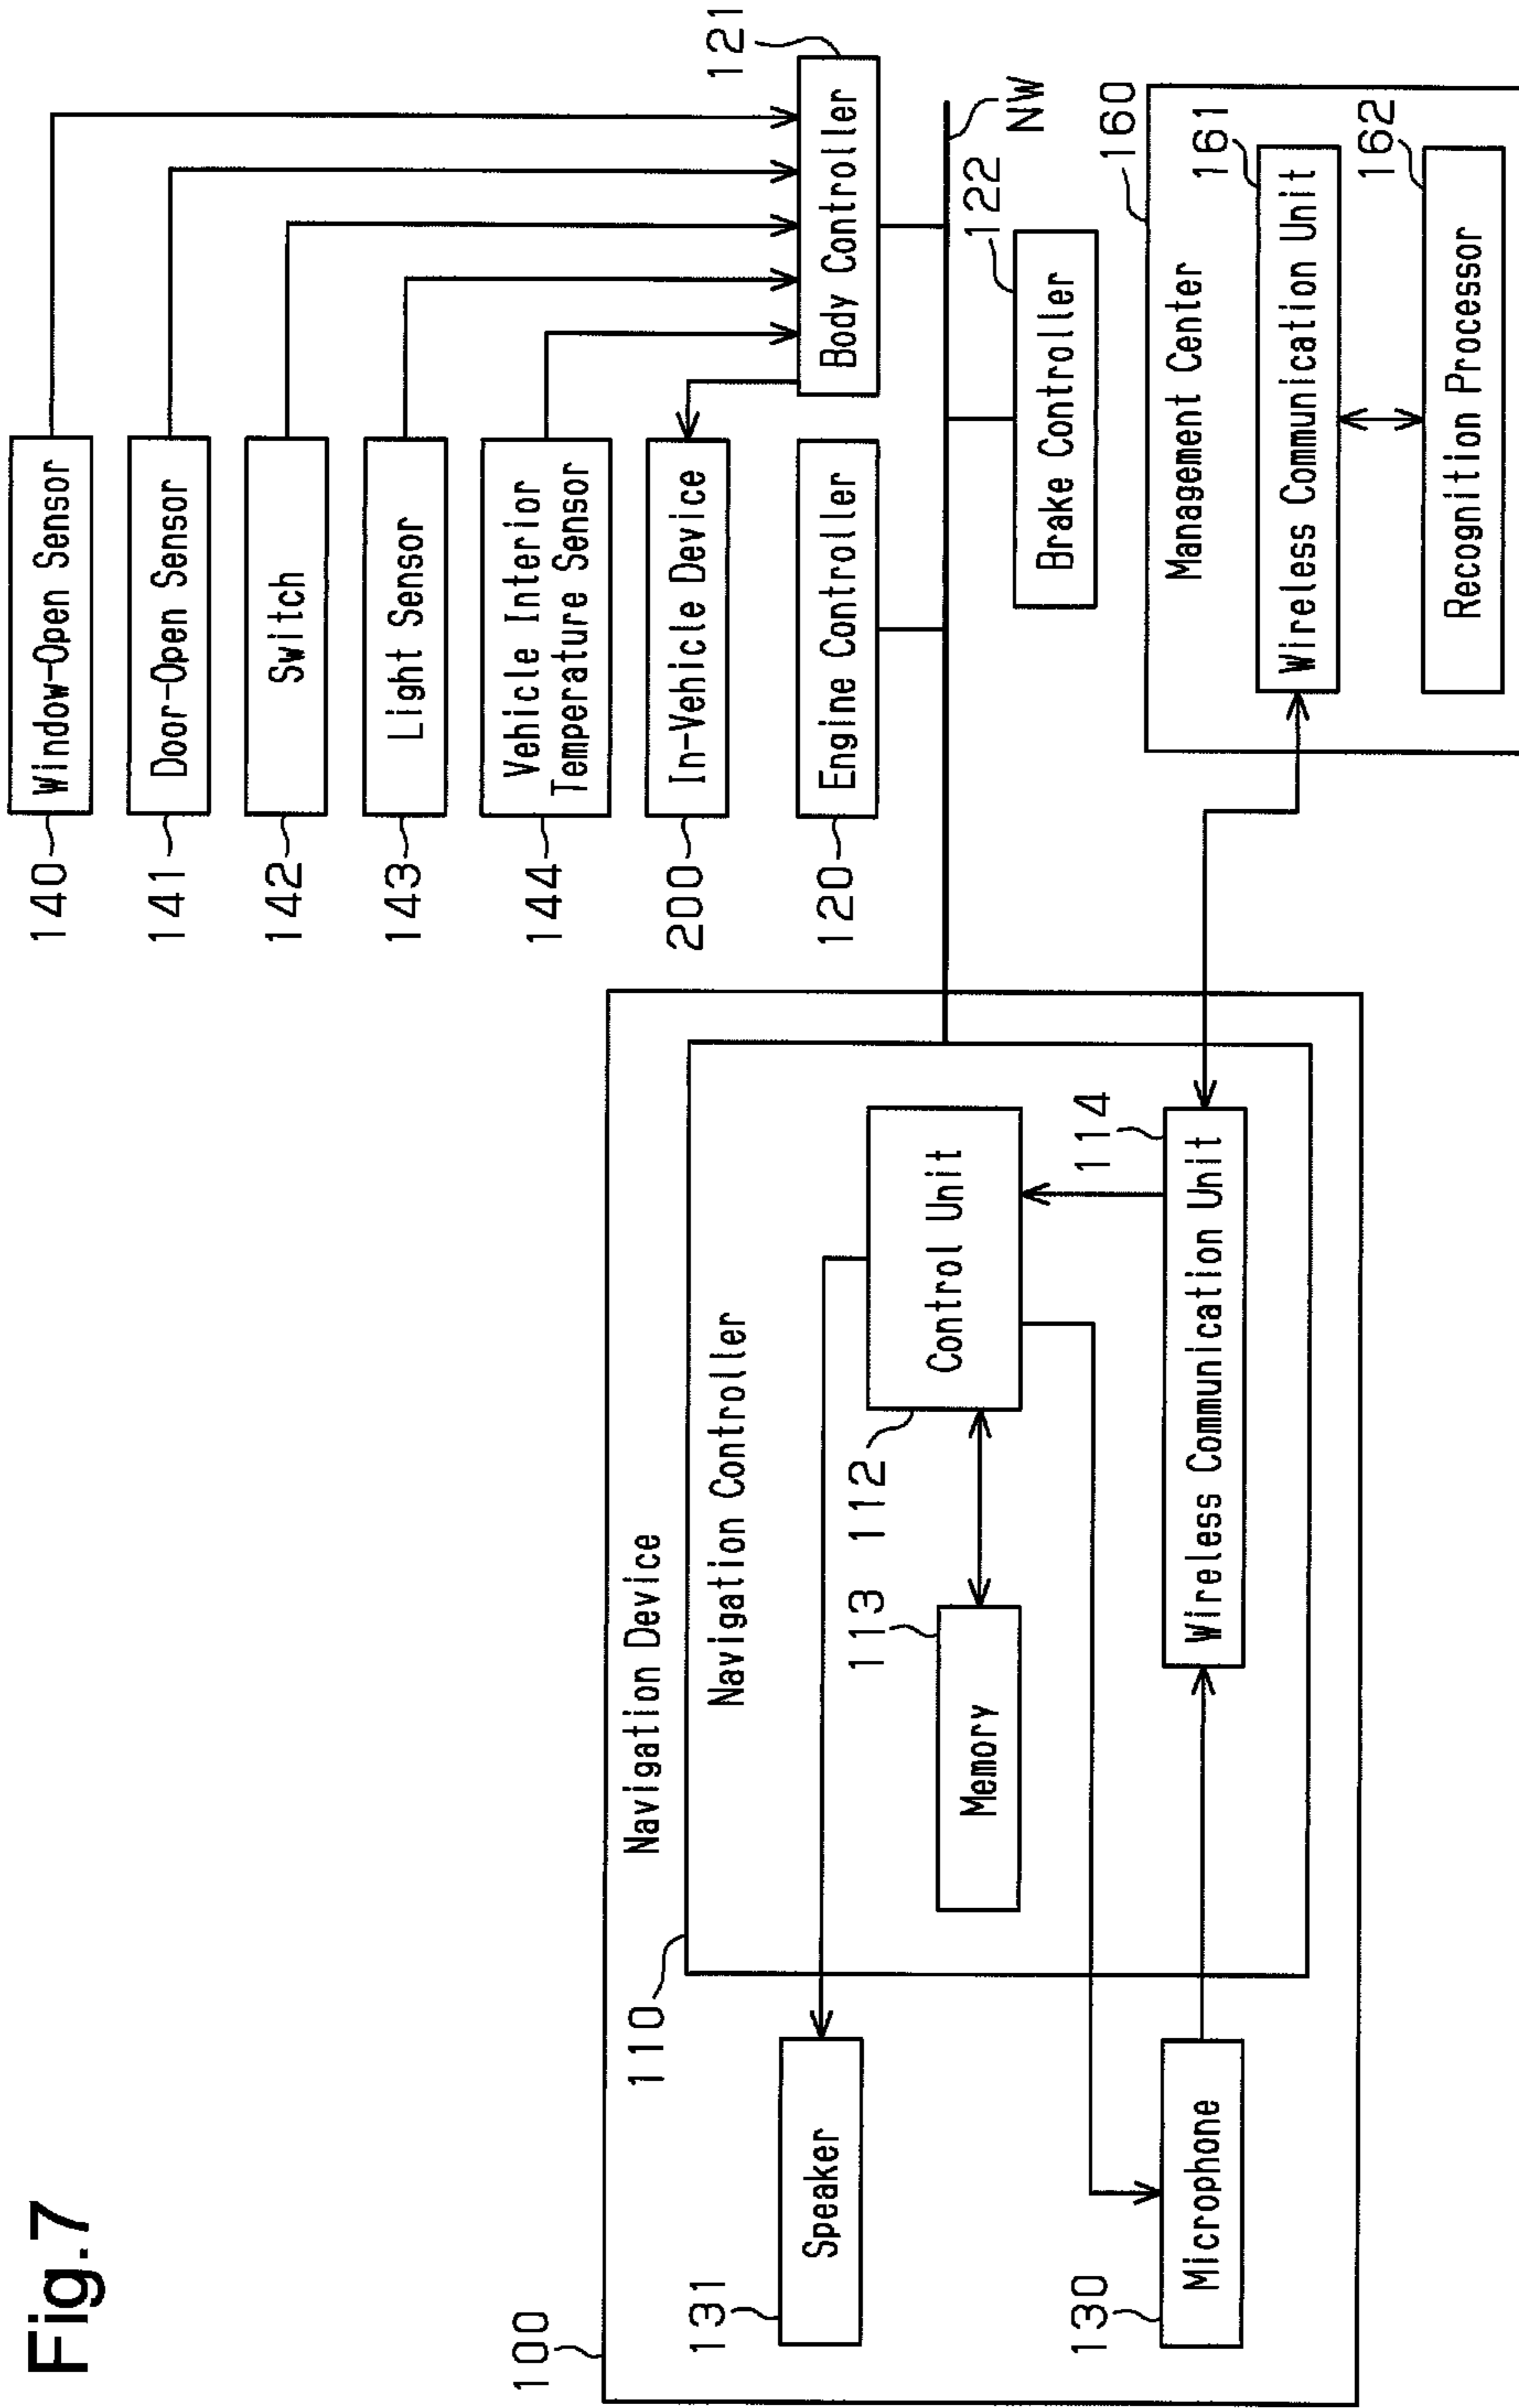 Fig.7
100
Navigation Device
110
Navigation Controller
131
Speaker
130
Microphone
113
Memory
112
Control Unit
114
Wireless Communication Unit
140
Window-Open Sensor
141
Door-Open Sensor
142
Switch
143
Light Sensor
144
Vehicle Interior
Temperature Sensor
200
In-Vehicle Device
120
Engine Controller
121
Body Controller
NW
122
Brake Controller
160
Management Center
161
Wireless Communication Unit
162
Recognition Processor